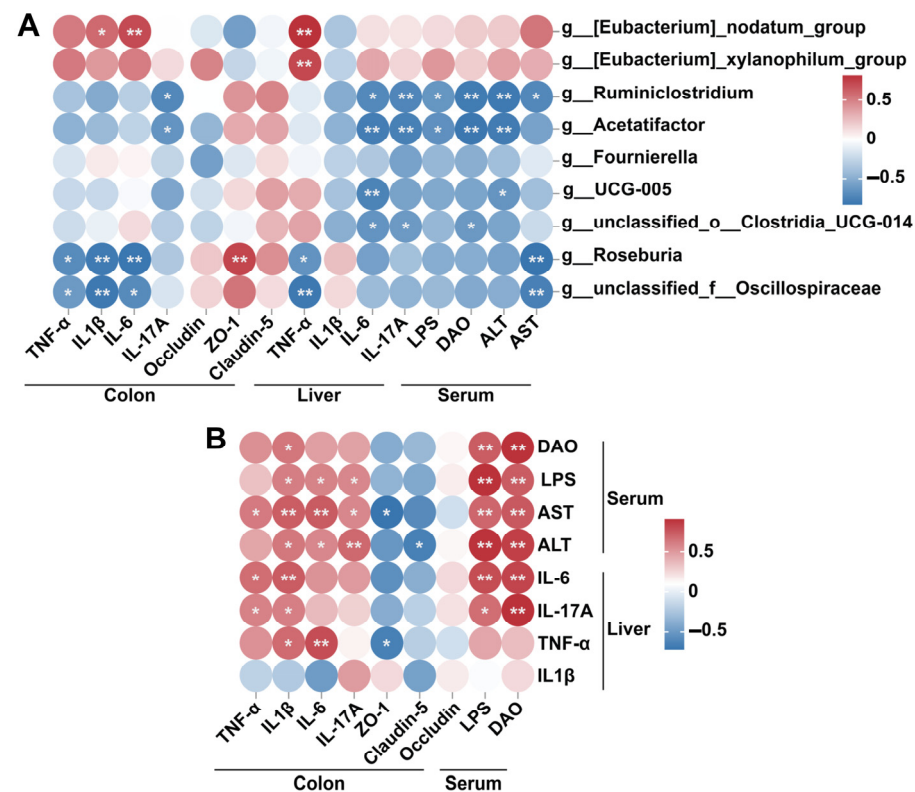 A
* ** ** g__[Eubacterium]_nodatum_group
** g__[Eubacterium]_xylanophilum_group
* * ** * ** ** * g__Ruminiclostridium
* ** ** * ** ** g__Acetatifactor
g__Fournierella
** * g__UCG-005
* * * g__unclassified_o__Clostridia_UCG-014
* ** ** ** * ** g__Roseburia
* ** * ** ** g__unclassified_f__Oscillospiraceae
0.5
0
−0.5
TNF-α IL1β IL-6 IL-17A Occludin ZO-1 Claudin-5 TNF-α IL1β IL-6 IL-17A LPS DAO ALT AST
Colon Liver Serum
B
* ** ** DAO
* * * ** ** LPS
* ** ** * * ** ** AST
* * ** * ** ** ALT
* ** ** ** IL-6
* * * ** IL-17A
* ** * TNF-α
IL1β
Serum
Liver
0.5
0
−0.5
TNF-α IL1β IL-6 IL-17A ZO-1 Claudin-5 Occludin LPS DAO
Colon Serum